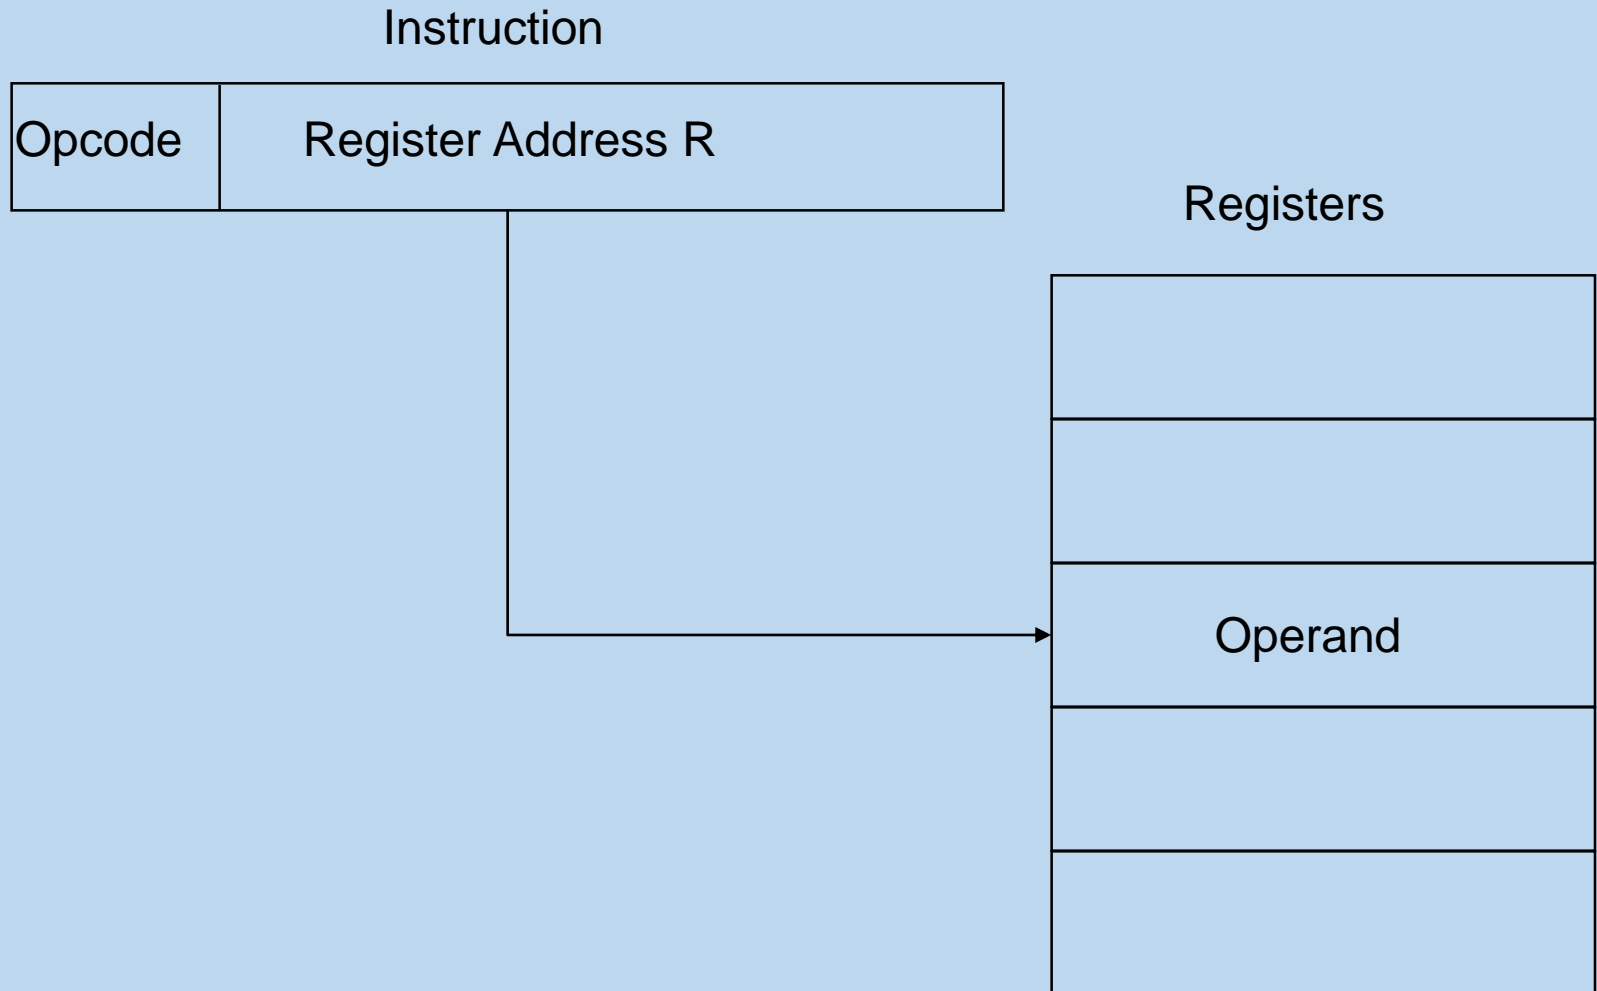 Instruction
Opcode
Register Address R
Registers
Operand